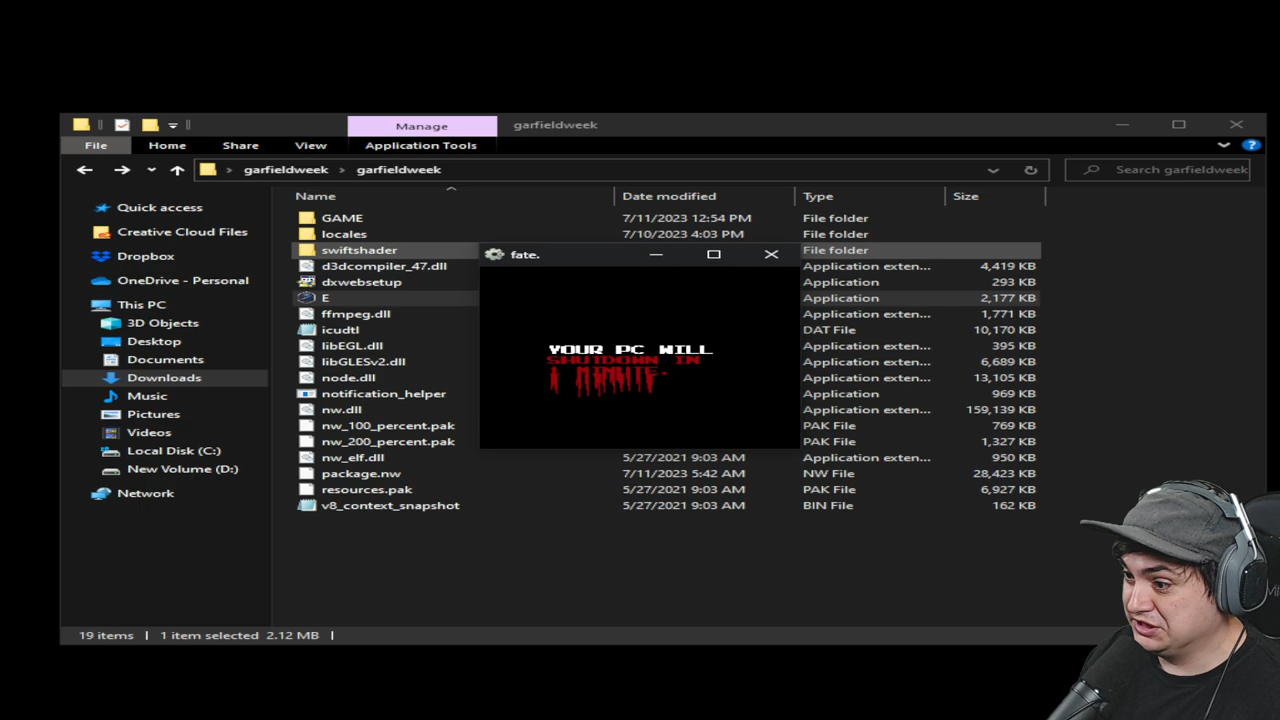 Manage garfieldweek
File Home Share View Application Tools
garfieldweek > garfieldweek
Search garfieldweek
Name Date modified Type Size
Quick access
Creative Cloud Files
Dropbox
OneDrive - Personal
This PC
3D Objects
Desktop
Documents
Downloads
Music
Pictures
Videos
Local Disk (C:)
New Volume (D:)
Network
GAME 7/11/2023 12:54 PM File folder
locales 7/10/2023 4:03 PM File folder
swiftshader File folder
d3dcompiler_47.dll Application exten... 4,419 KB
dxwebsetup Application 293 KB
E Application 2,177 KB
ffmpeg.dll Application exten... 1,771 KB
icudtl DAT File 10,170 KB
libEGL.dll Application exten... 395 KB
libGLESv2.dll Application exten... 6,689 KB
node.dll Application exten... 13,105 KB
notification_helper Application 969 KB
nw.dll Application exten... 159,139 KB
nw_100_percent.pak PAK File 769 KB
nw_200_percent.pak PAK File 1,327 KB
nw_elf.dll 5/27/2021 9:03 AM Application exten... 950 KB
package.nw 7/11/2023 5:42 AM NW File 28,423 KB
resources.pak 5/27/2021 9:03 AM PAK File 6,927 KB
v8_context_snapshot 5/27/2021 9:03 AM BIN File 162 KB
fate.
YOUR PC WILL
SHUTDOWN IN
1 MINUTE.
19 items 1 item selected 2.12 MB